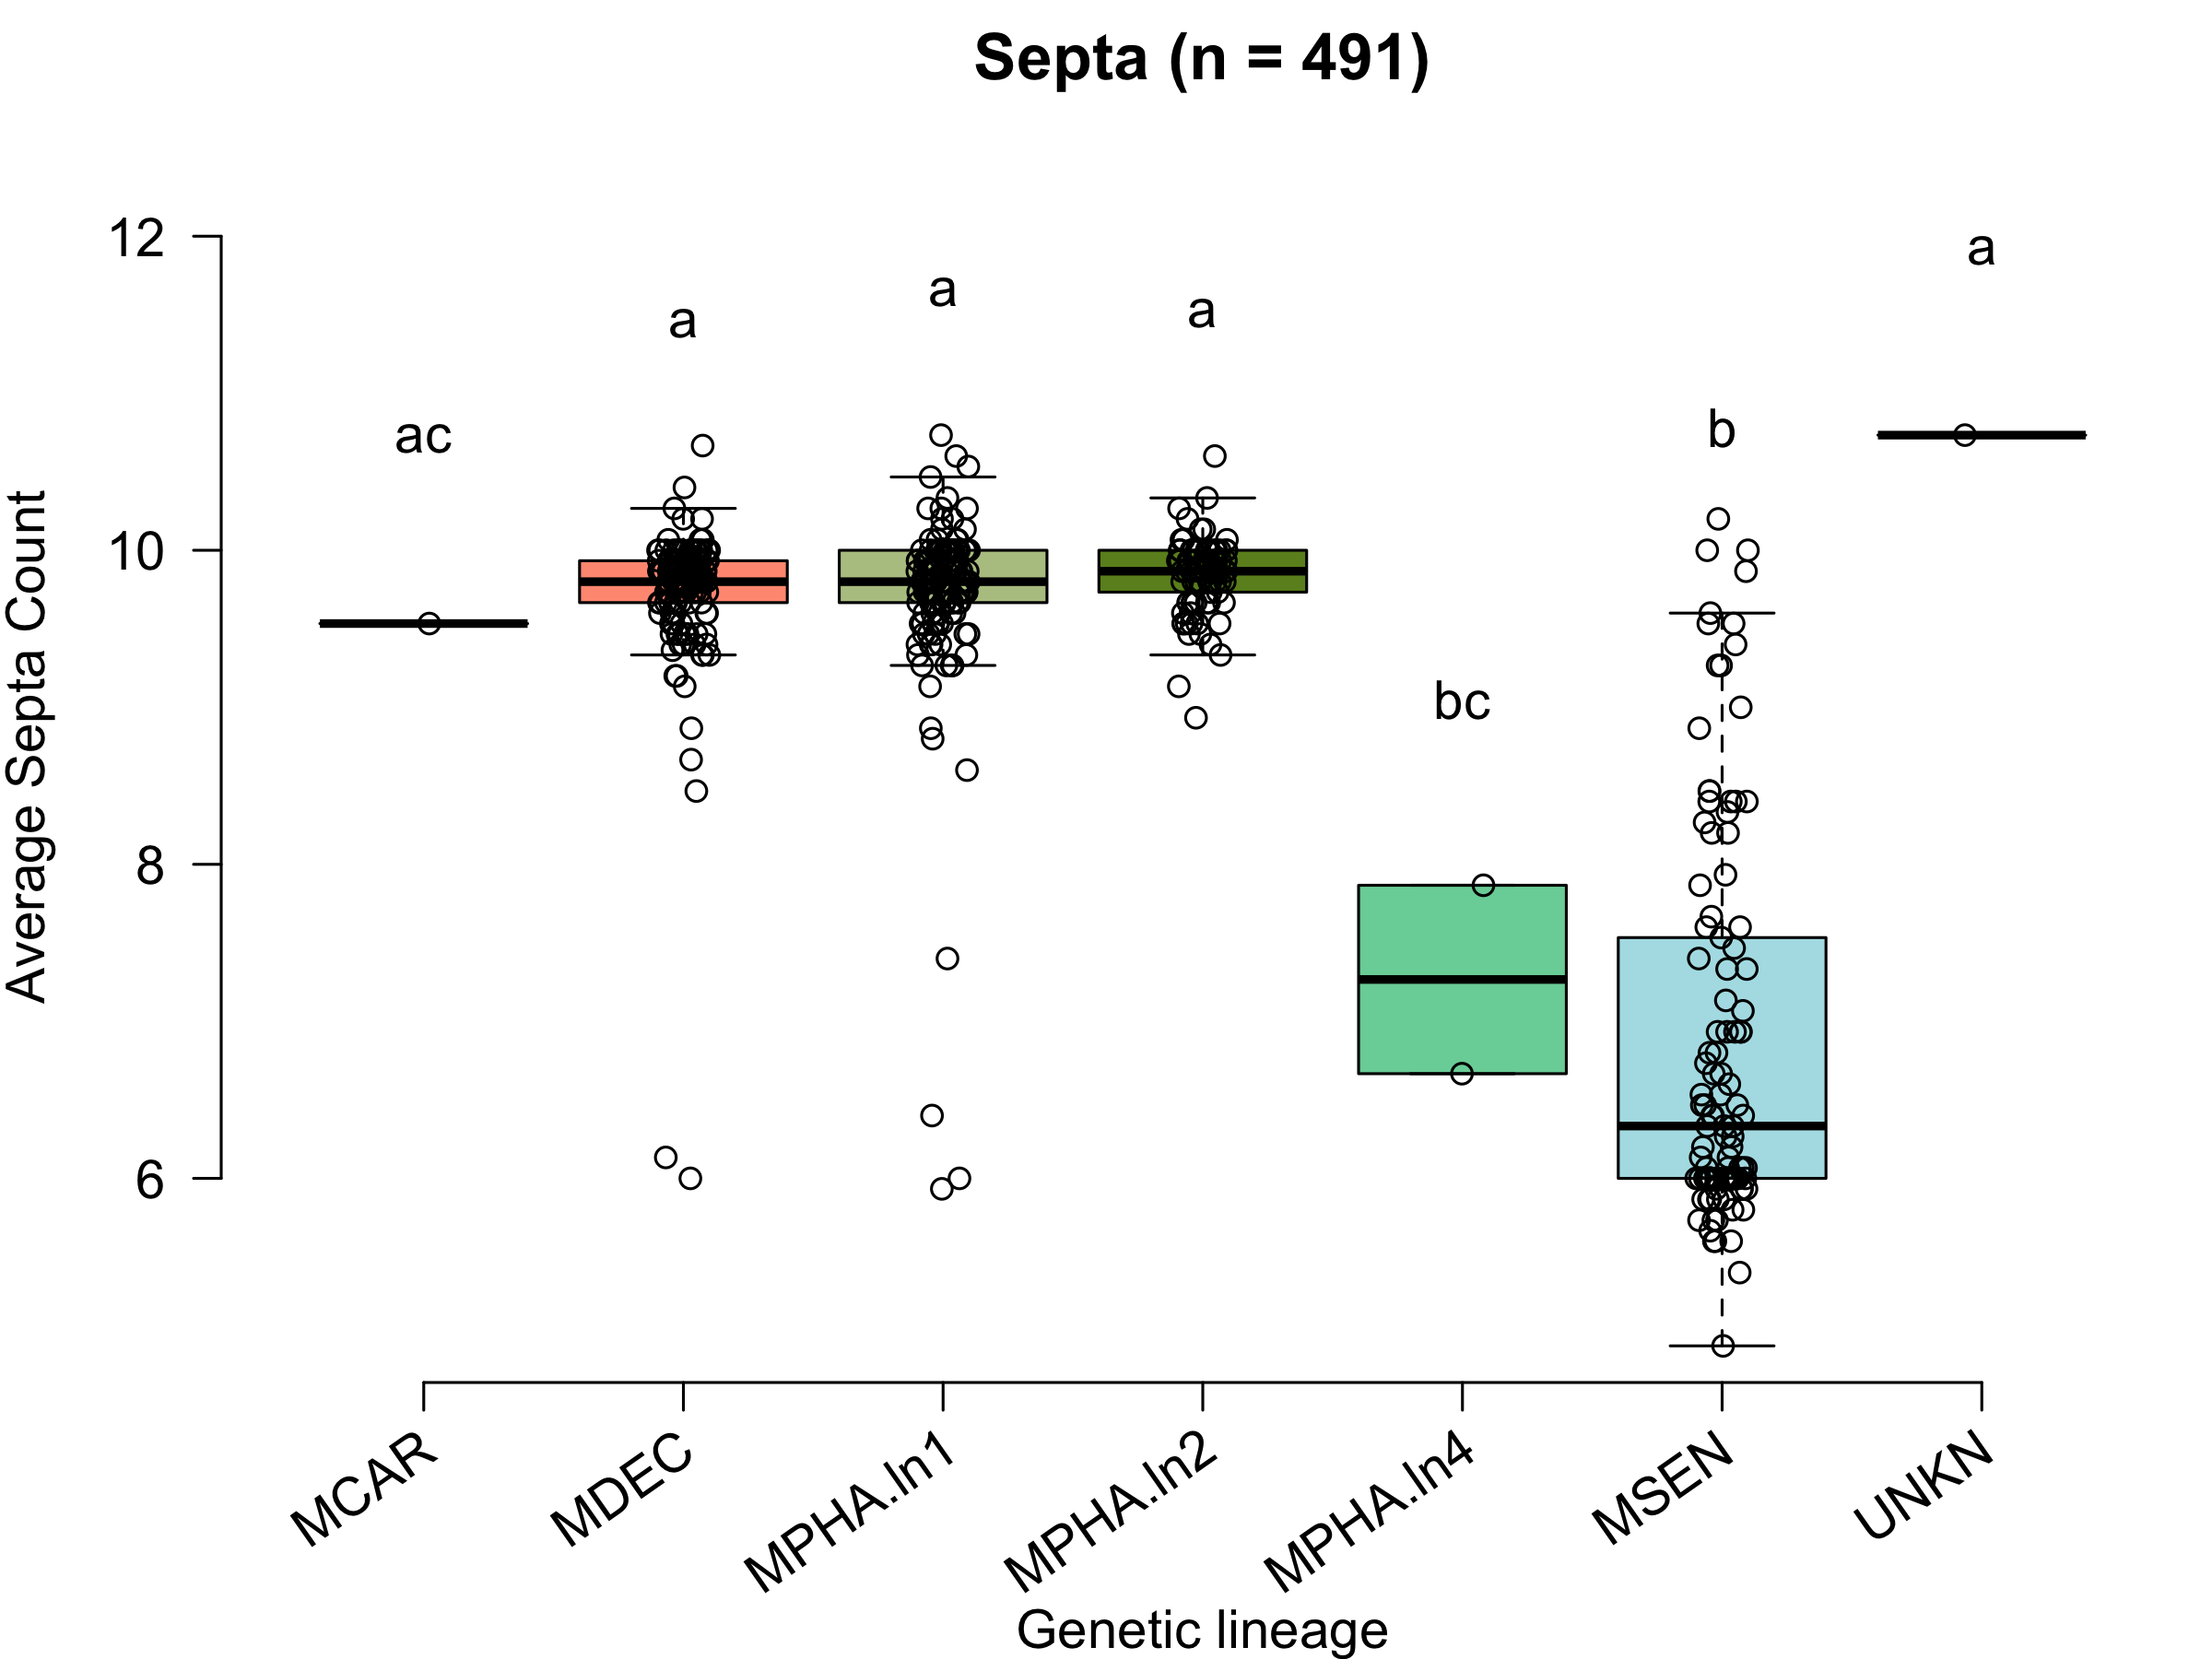 Septa (n = 491)
12
10
8
6
Average Septa Count
ac
a
a
a
bc
b
a
MCAR
MDEC
MPHA.ln1
MPHA.ln2
MPHA.ln4
MSEN
UNKN
Genetic lineage